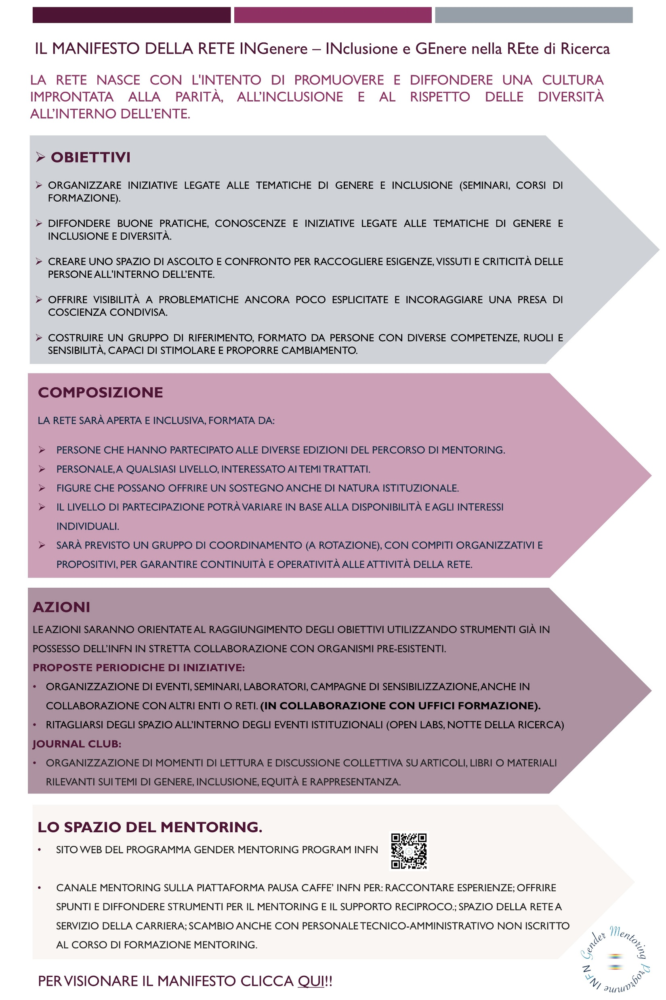 IL MANIFESTO DELLA RETE INGenere – INclusione e GEnere nella REte di Ricerca
LA RETE NASCE CON L'INTENTO DI PROMUOVERE E DIFFONDERE UNA CULTURA
IMPRONTATA ALLA PARITÀ, ALL’INCLUSIONE E AL RISPETTO DELLE DIVERSITÀ
ALL’INTERNO DELL’ENTE.
➢ OBIETTIVI
➢ ORGANIZZARE INIZIATIVE LEGATE ALLE TEMATICHE DI GENERE E INCLUSIONE (SEMINARI, CORSI DI
FORMAZIONE).
➢ DIFFONDERE BUONE PRATICHE, CONOSCENZE E INIZIATIVE LEGATE ALLE TEMATICHE DI GENERE E
INCLUSIONE E DIVERSITÀ.
➢ CREARE UNO SPAZIO DI ASCOLTO E CONFRONTO PER RACCOGLIERE ESIGENZE, VISSUTI E CRITICITÀ DELLE
PERSONE ALL'INTERNO DELL’ENTE.
➢ OFFRIRE VISIBILITÀ A PROBLEMATICHE ANCORA POCO ESPLICITATE E INCORAGGIARE UNA PRESA DI
COSCIENZA CONDIVISA.
➢ COSTRUIRE UN GRUPPO DI RIFERIMENTO, FORMATO DA PERSONE CON DIVERSE COMPETENZE, RUOLI E
SENSIBILITÀ, CAPACI DI STIMOLARE E PROPORRE CAMBIAMENTO.
COMPOSIZIONE
LA RETE SARÀ APERTA E INCLUSIVA, FORMATA DA:
➢ PERSONE CHE HANNO PARTECIPATO ALLE DIVERSE EDIZIONI DEL PERCORSO DI MENTORING.
➢ PERSONALE, A QUALSIASI LIVELLO, INTERESSATO AI TEMI TRATTATI.
➢ FIGURE CHE POSSANO OFFRIRE UN SOSTEGNO ANCHE DI NATURA ISTITUZIONALE.
➢ IL LIVELLO DI PARTECIPAZIONE POTRÀ VARIARE IN BASE ALLA DISPONIBILITÀ E AGLI INTERESSI
INDIVIDUALI.
➢ SARÀ PREVISTO UN GRUPPO DI COORDINAMENTO (A ROTAZIONE), CON COMPITI ORGANIZZATIVI E
PROPOSITIVI, PER GARANTIRE CONTINUITÀ E OPERATIVITÀ ALLE ATTIVITÀ DELLA RETE.
AZIONI
LE AZIONI SARANNO ORIENTATE AL RAGGIUNGIMENTO DEGLI OBIETTIVI UTILIZZANDO STRUMENTI GIÀ IN
POSSESSO DELL’INFN IN STRETTA COLLABORAZIONE CON ORGANISMI PRE-ESISTENTI.
PROPOSTE PERIODICHE DI INIZIATIVE:
• ORGANIZZAZIONE DI EVENTI, SEMINARI, LABORATORI, CAMPAGNE DI SENSIBILIZZAZIONE, ANCHE IN
COLLABORAZIONE CON ALTRI ENTI O RETI. (IN COLLABORAZIONE CON UFFICI FORMAZIONE).
• RITAGLIARSI DEGLI SPAZIO ALL’INTERNO DEGLI EVENTI ISTITUZIONALI (OPEN LABS, NOTTE DELLA RICERCA)
JOURNAL CLUB:
• ORGANIZZAZIONE DI MOMENTI DI LETTURA E DISCUSSIONE COLLETTIVA SU ARTICOLI, LIBRI O MATERIALI
RILEVANTI SUI TEMI DI GENERE, INCLUSIONE, EQUITÀ E RAPPRESENTANZA.
LO SPAZIO DEL MENTORING.
• SITO WEB DEL PROGRAMMA GENDER MENTORING PROGRAM INFN
• CANALE MENTORING SULLA PIATTAFORMA PAUSA CAFFE’ INFN PER: RACCONTARE ESPERIENZE; OFFRIRE
SPUNTI E DIFFONDERE STRUMENTI PER IL MENTORING E IL SUPPORTO RECIPROCO.; SPAZIO DELLA RETE A
SERVIZIO DELLA CARRIERA; SCAMBIO ANCHE CON PERSONALE TECNICO-AMMINISTRATIVO NON ISCRITTO
AL CORSO DI FORMAZIONE MENTORING.
Gender Mentoring Programme INFN
PER VISIONARE IL MANIFESTO CLICCA QUI!!